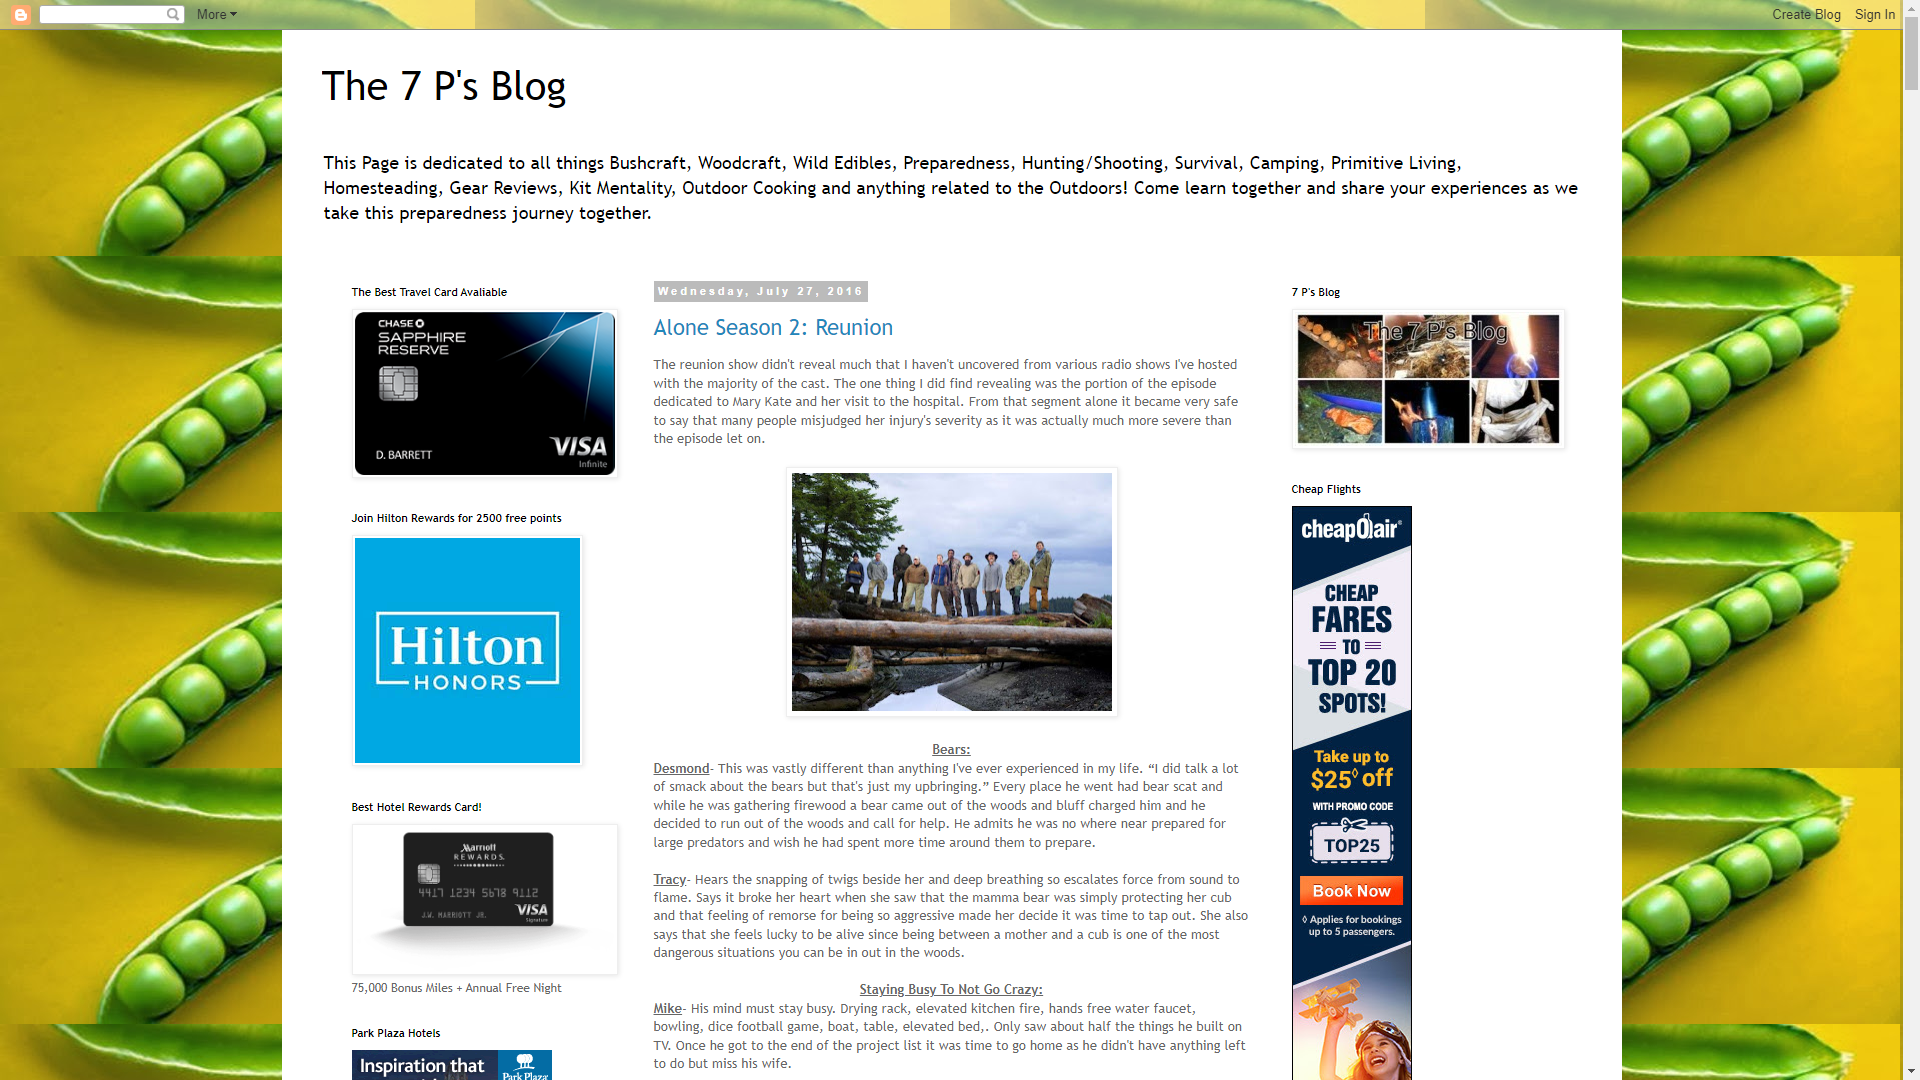 More
Create Blog
Sign In
The 7 P's Blog
This Page is dedicated to all things Bushcraft, Woodcraft, Wild Edibles, Preparedness, Hunting/Shooting, Survival, Camping, Primitive Living,
Homesteading, Gear Reviews, Kit Mentality, Outdoor Cooking and anything related to the Outdoors! Come learn together and share your experiences as we
take this preparedness journey together.
The Best Travel Card Avaliable
CHASE
SAPPHIRE
RESERVE
D. BARRETT
VISA
Infinite
Join Hilton Rewards for 2500 free points
Hilton
HONORS
Best Hotel Rewards Card!
Marriott
REWARDS.
4417 1234 5678 9112
J.W. MARRIOTT JR.
VISA
Signature
75,000 Bonus Miles + Annual Free Night
Park Plaza Hotels
Inspiration that
Park Plaza
Wednesday, July 27, 2016
Alone Season 2: Reunion
The reunion show didn't reveal much that I haven't uncovered from various radio shows I've hosted
with the majority of the cast. The one thing I did find revealing was the portion of the episode
dedicated to Mary Kate and her visit to the hospital. From that segment alone it became very safe
to say that many people misjudged her injury's severity as it was actually much more severe than
the episode let on.
Bears:
Desmond- This was vastly different than anything I've ever experienced in my life. “I did talk a lot
of smack about the bears but that's just my upbringing.” Every place he went had bear scat and
while he was gathering firewood a bear came out of the woods and bluff charged him and he
decided to run out of the woods and call for help. He admits he was no where near prepared for
large predators and wish he had spent more time around them to prepare.
Tracy- Hears the snapping of twigs beside her and deep breathing so escalates force from sound to
flame. Says it broke her heart when she saw that the mamma bear was simply protecting her cub
and that feeling of remorse for being so aggressive made her decide it was time to tap out. She also
says that she feels lucky to be alive since being between a mother and a cub is one of the most
dangerous situations you can be in out in the woods.
Staying Busy To Not Go Crazy:
Mike- His mind must stay busy. Drying rack, elevated kitchen fire, hands free water faucet,
bowling, dice football game, boat, table, elevated bed,. Only saw about half the things he built on
TV. Once he got to the end of the project list it was time to go home as he didn't have anything left
to do but miss his wife.
7 P's Blog
The 7 P's Blog
Cheap Flights
cheapOair
CHEAP
FARES
TO
TOP 20
SPOTS!
Take up to
$25◊ off
WITH PROMO CODE
TOP25
Book Now
◊ Applies for bookings
up to 5 passengers.